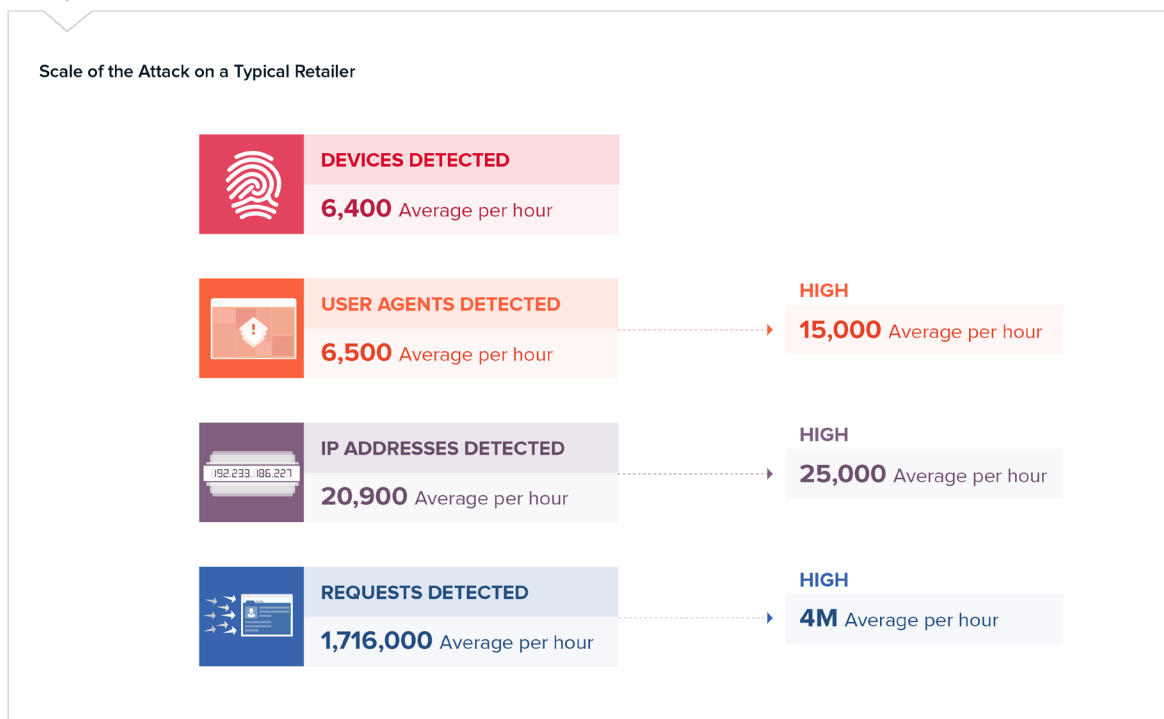 Scale of the Attack on a Typical Retailer
DEVICES DETECTED
6,400 Average per hour
USER AGENTS DETECTED
6,500 Average per hour
HIGH
15,000 Average per hour
!
192.233.186.227
IP ADDRESSES DETECTED
20,900 Average per hour
HIGH
25,000 Average per hour
REQUESTS DETECTED
1,716,000 Average per hour
HIGH
4M Average per hour